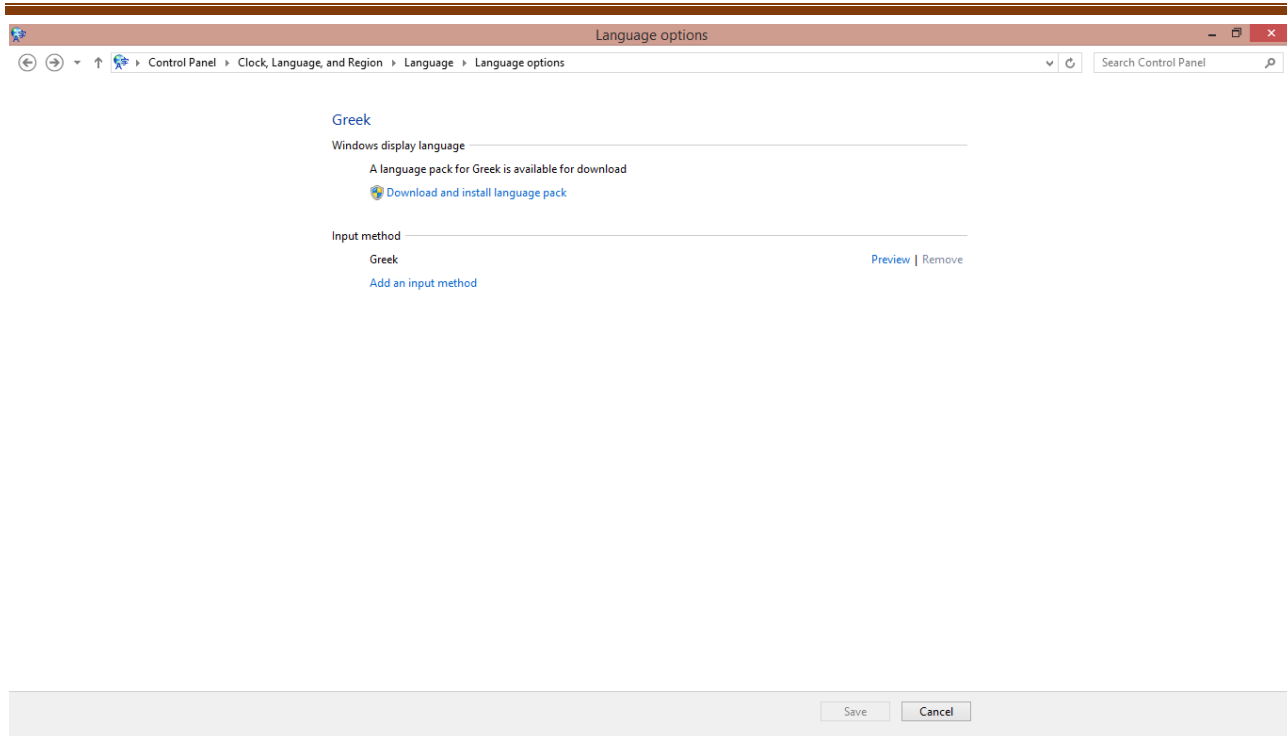 Language options
Control Panel Clock, Language, and Region Language Language options Search Control Panel
Greek
Windows display language
A language pack for Greek is available for download
Download and install language pack
Input method
Greek Preview | Remove
Add an input method
Save Cancel